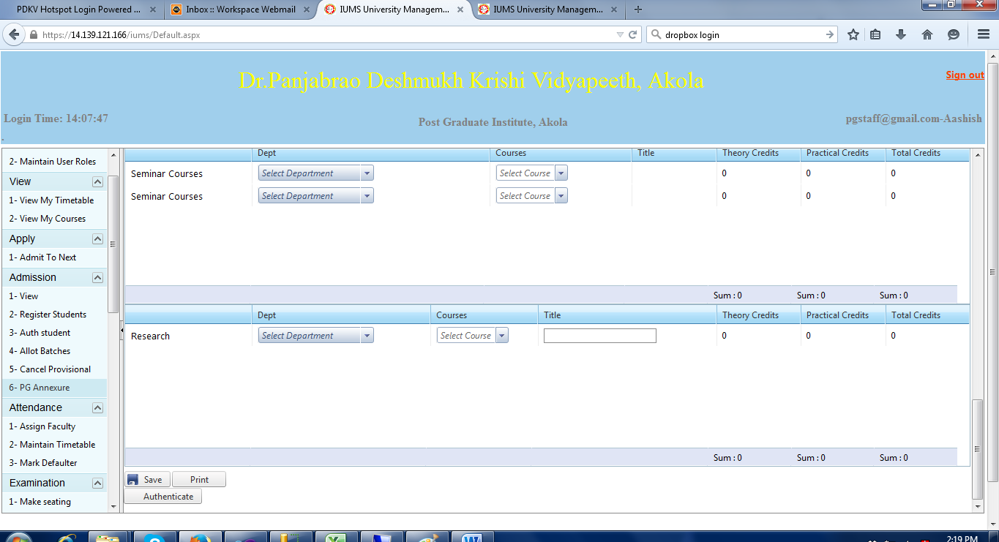 PDKV Hotspot Login Powered ... Inbox :: Workspace Webmail IUMS University Managem... IUMS University Managem...
https://14.139.121.166/iums/Default.aspx dropbox login
Dr.Panjabrao Deshmukh Krishi Vidyapeeth, Akola
Sign out
Login Time: 14:07:47 Post Graduate Institute, Akola pgstaff@gmail.com-Aashish
.
2- Maintain User Roles
View
1- View My Timetable
2- View My Courses
Apply
1- Admit To Next
Admission
1- View
2- Register Students
3- Auth student
4- Allot Batches
5- Cancel Provisional
6- PG Annexure
Attendance
1- Assign Faculty
2- Maintain Timetable
3- Mark Defaulter
Examination
1- Make seating
Dept Courses Title Theory Credits Practical Credits Total Credits
Seminar Courses Select Department Select Course 0 0 0
Seminar Courses Select Department Select Course 0 0 0
Sum : 0 Sum : 0 Sum : 0
Dept Courses Title Theory Credits Practical Credits Total Credits
Research Select Department Select Course 0 0 0
Sum : 0 Sum : 0 Sum : 0
Save Print
Authenticate
2:19 PM